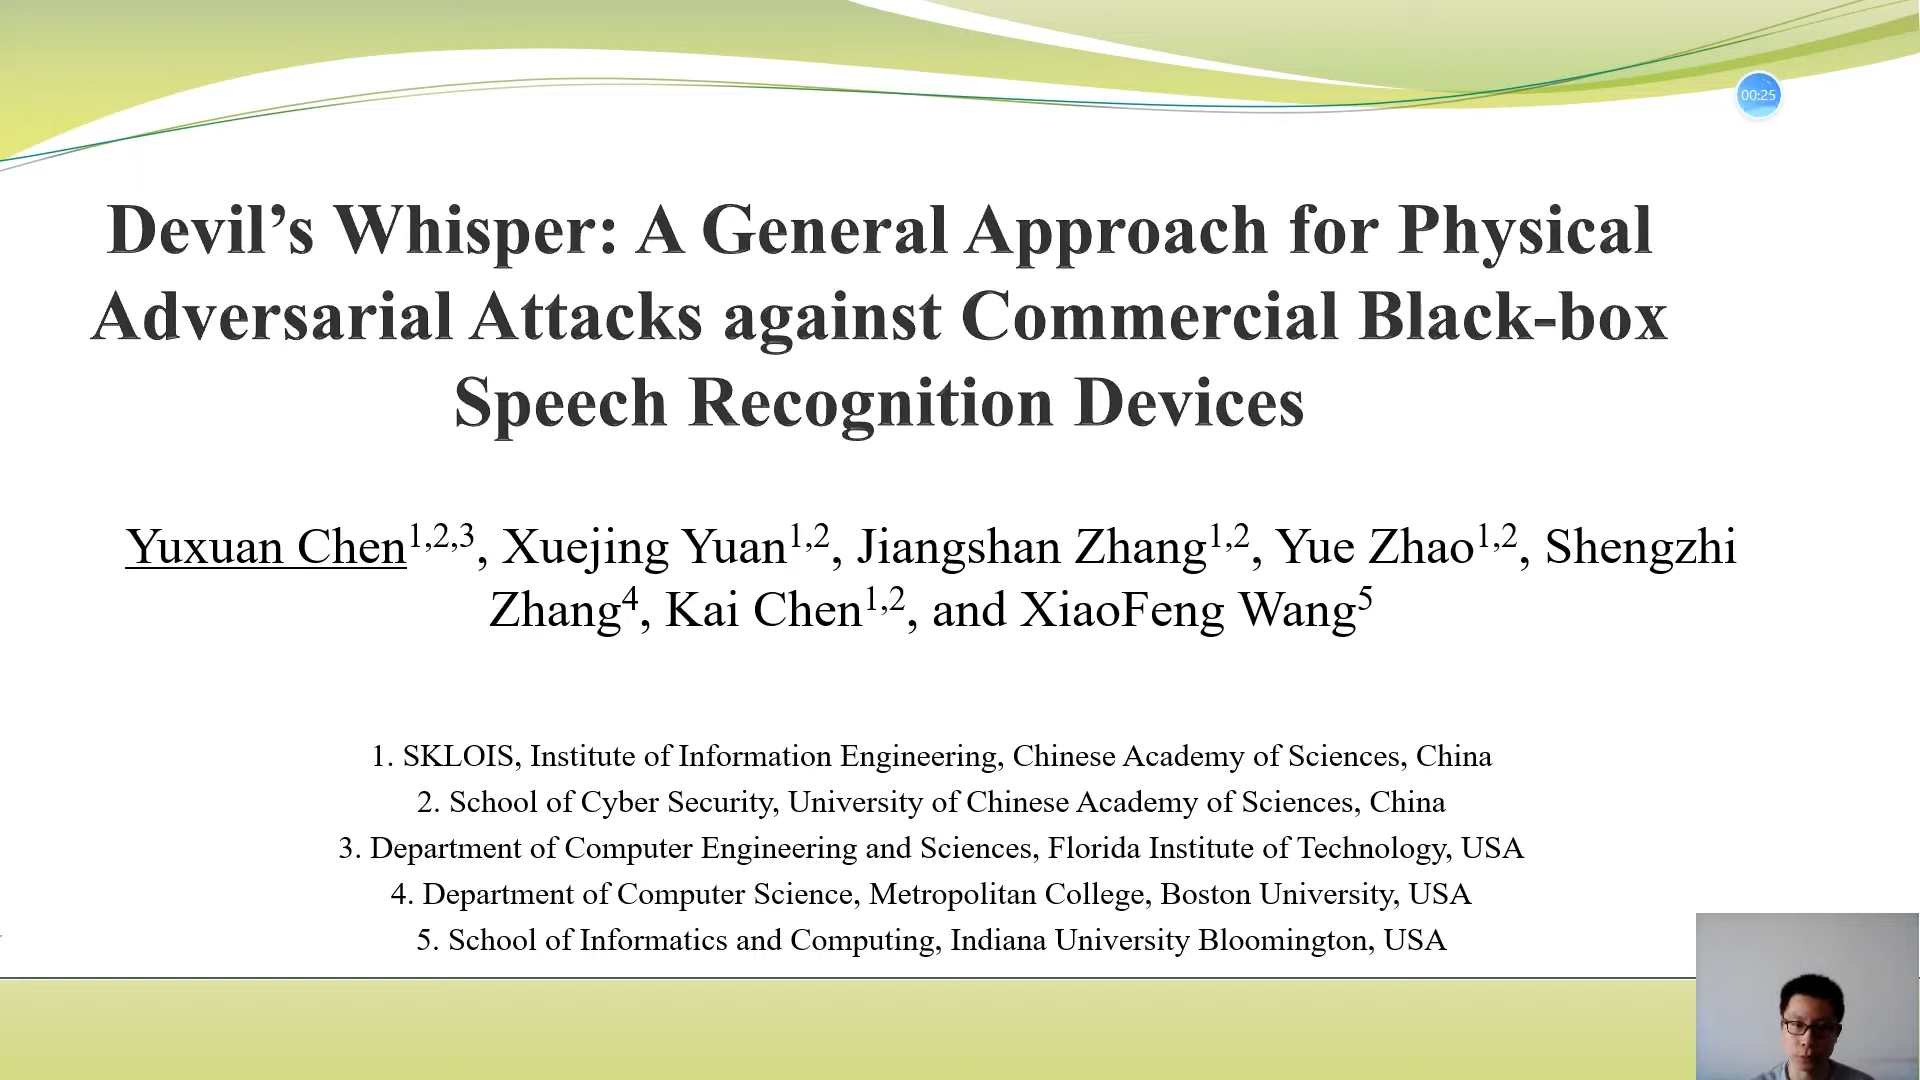 00:25
Devil’s Whisper: A General Approach for Physical
Adversarial Attacks against Commercial Black-box
Speech Recognition Devices
Yuxuan Chen1,2,3, Xuejing Yuan1,2, Jiangshan Zhang1,2, Yue Zhao1,2, Shengzhi
Zhang4, Kai Chen1,2, and XiaoFeng Wang5
1. SKLOIS, Institute of Information Engineering, Chinese Academy of Sciences, China
2. School of Cyber Security, University of Chinese Academy of Sciences, China
3. Department of Computer Engineering and Sciences, Florida Institute of Technology, USA
4. Department of Computer Science, Metropolitan College, Boston University, USA
5. School of Informatics and Computing, Indiana University Bloomington, USA